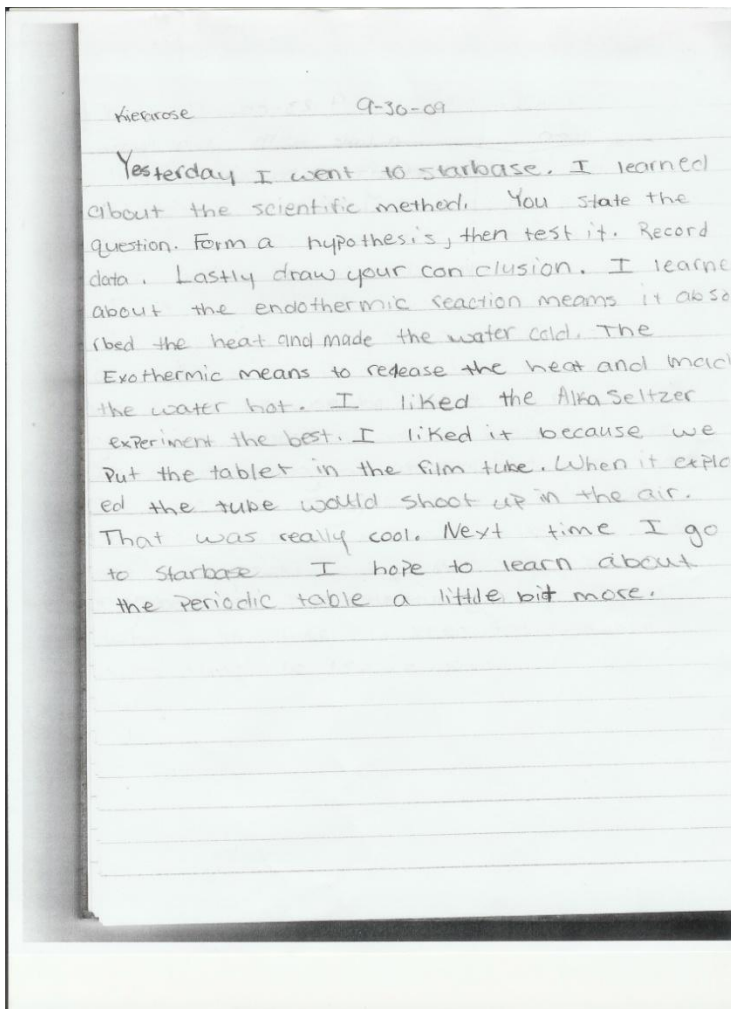 Kierarose 9-30-09
Yesterday I went to starbase. I learned
about the scientific method. You state the
question. Form a hypothesis, then test it. Record
data. Lastly draw your con clusion. I learne
about the endothermic reaction means it abso
rbed the heat and made the water cold. The
Exothermic means to redease the heat and mad
the water hot. I liked the Alka Seltzer
experiment the best. I liked it because we
put the tablet in the film tube. When it explo
ed the tube would shoot up in the air.
That was really cool. Next time I go
to starbase I hope to learn about
the Periodic table a little bit more.